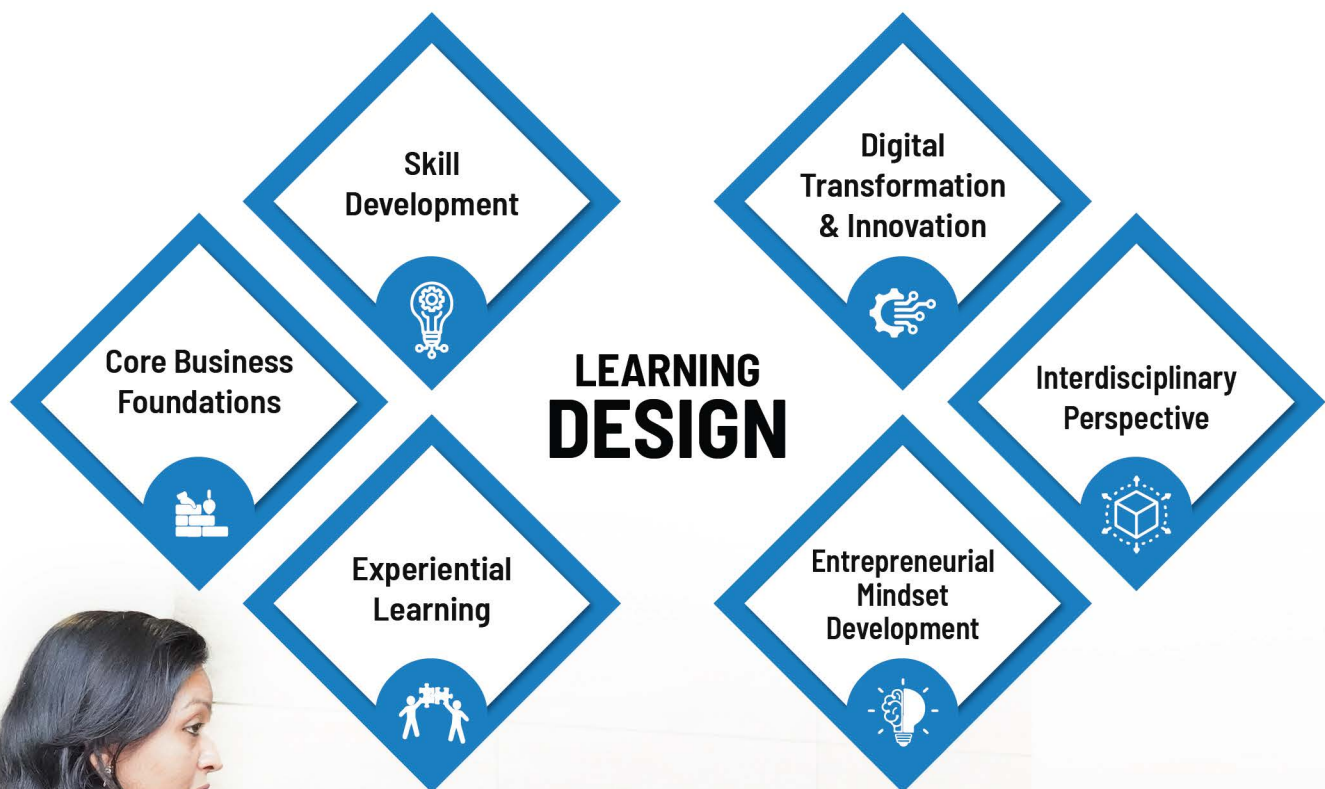 Skill
Development
Digital
Transformation
& Innovation
Core Business
Foundations
LEARNING
DESIGN
Interdisciplinary
Perspective
Experiential
Learning
Entrepreneurial
Mindset
Development